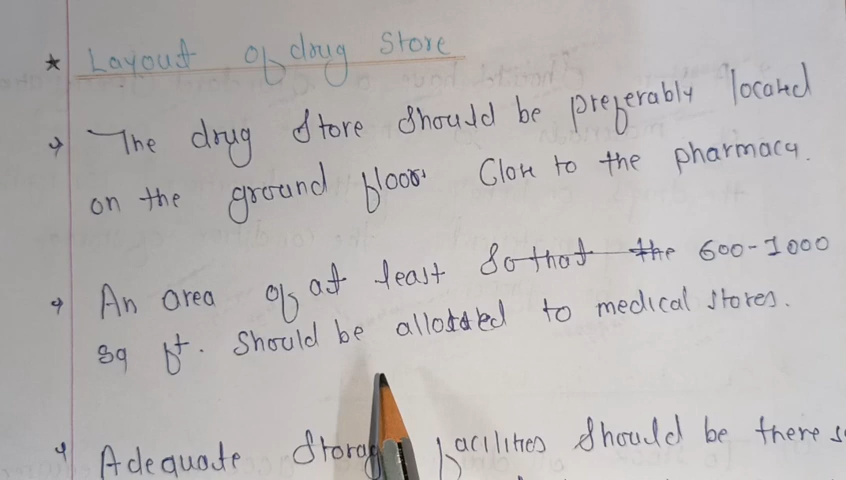 * Layout of drug Store
→ The drug store should be preferably located
on the ground floor close to the pharmacy.
→ An area of at least so that the 600-1000
sq ft. should be allotted to medical stores.
→ Adequate storage facilities should be there s